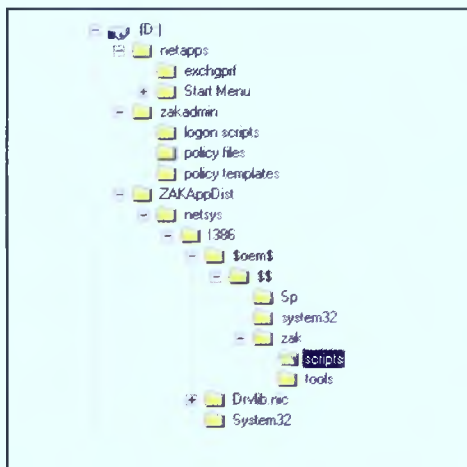 (D:)
netapps
exchgprf
Start Menu
zakadmin
logon scripts
policy files
policy templates
ZAKAppDist
netsys
I386
$oem$
$$
Sp
system32
zak
scripts
tools
Drvlib.nic
System32